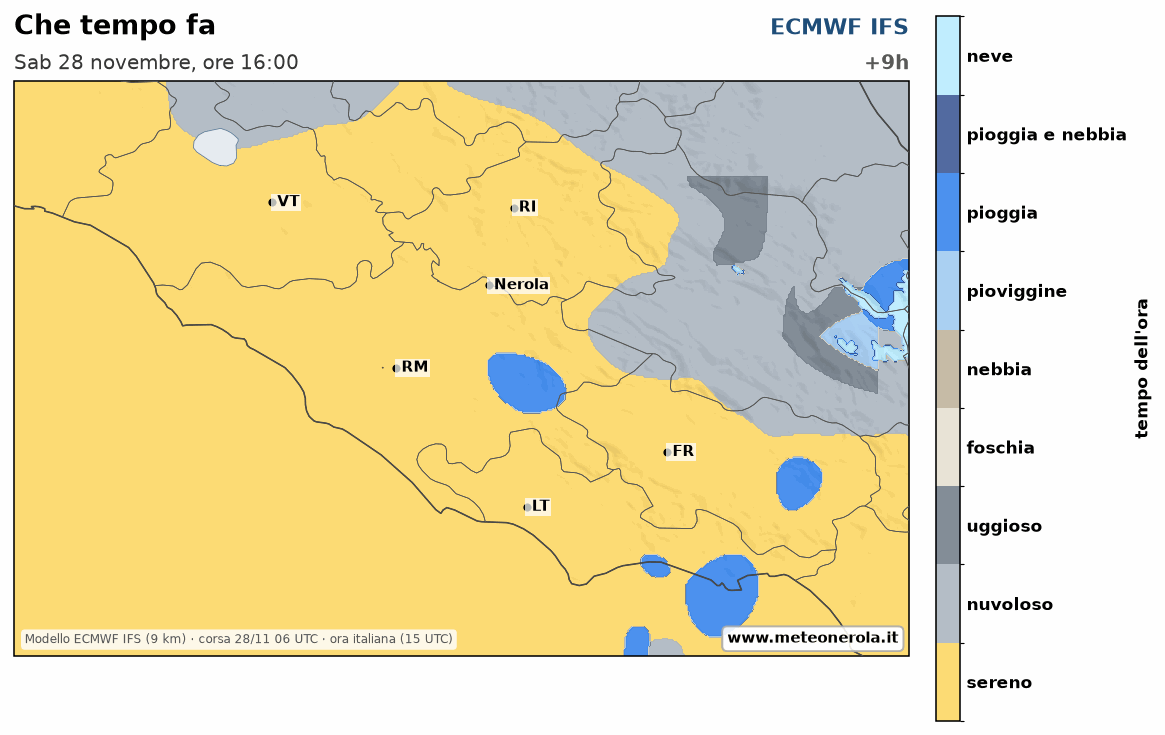 Che tempo fa
ECMWF IFS
Sab 28 novembre, ore 16:00
+9h
VT
RI
Nerola
RM
FR
LT
Modello ECMWF IFS (9 km) · corsa 28/11 06 UTC · ora italiana (15 UTC)
www.meteonerola.it
neve
pioggia e nebbia
pioggia
pioviggine
nebbia
foschia
uggioso
nuvoloso
sereno
tempo dell'ora